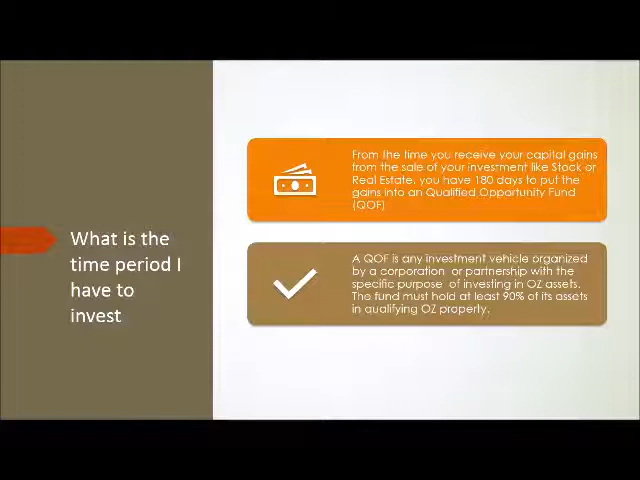 What is the
time period I
have to
invest
From the time you receive your capital gains
from the sale of your investment like Stock or
Real Estate, you have 180 days to put the
gains into an Qualified Opportunity Fund
(QOF)
A QOF is any investment vehicle organized
by a corporation or partnership with the
specific purpose of investing in OZ assets.
The fund must hold at least 90% of its assets
in qualifying OZ property.